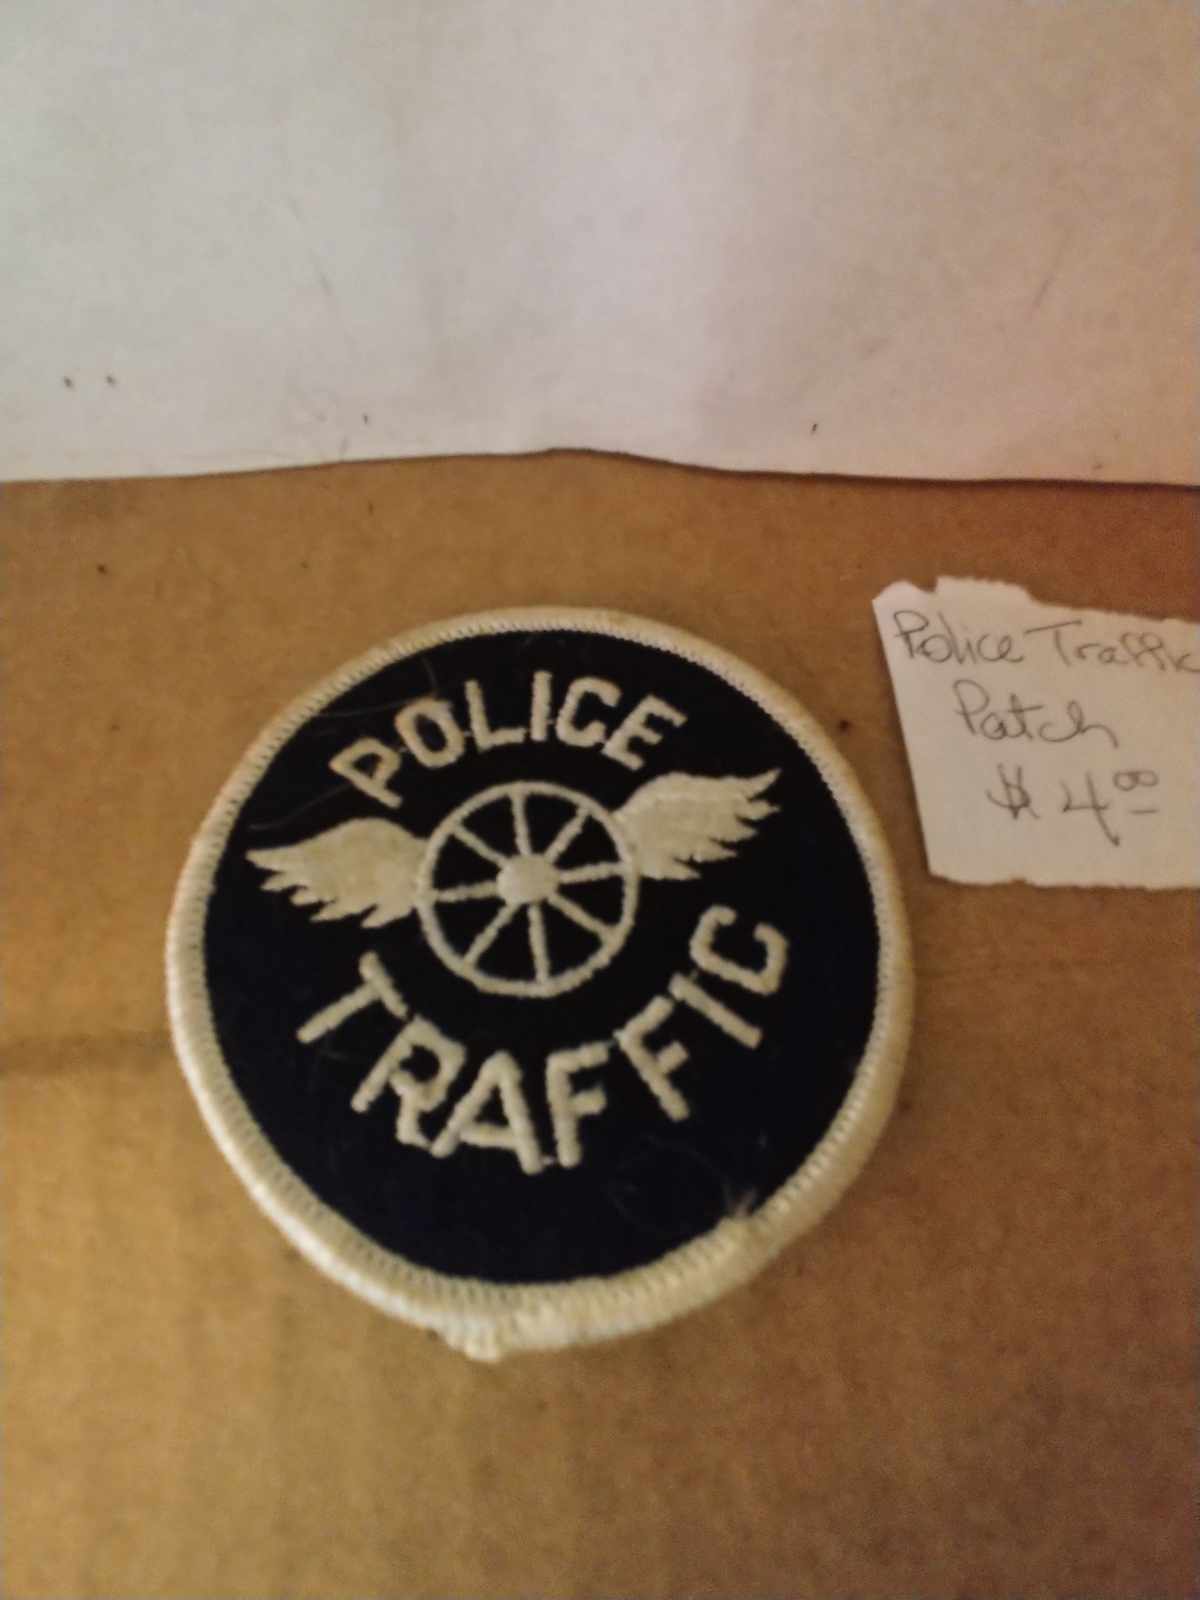 POLICE
TRAFFIC
Police Traffic
Patch
$4.00